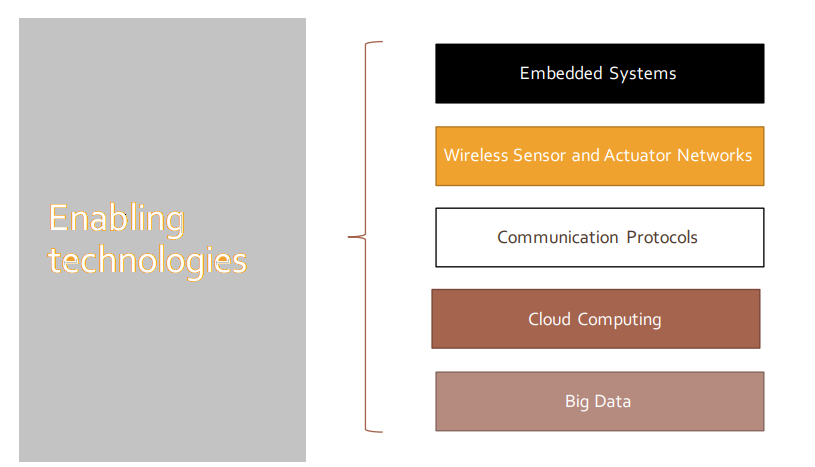 Enabling
technologies
Embedded Systems
Wireless Sensor and Actuator Networks
Communication Protocols
Cloud Computing
Big Data